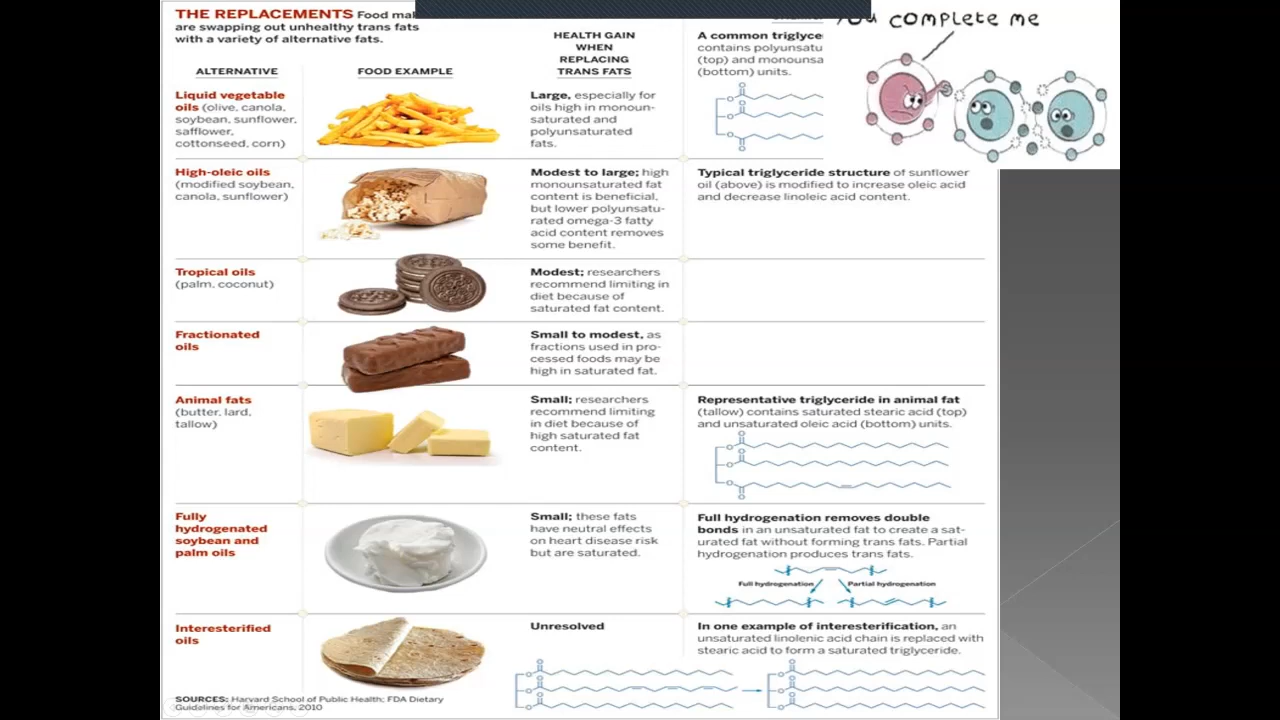 THE REPLACEMENTS Food
are swapping out unhealthy trans fats
with a variety of alternative fats.
ALTERNATIVE
FOOD EXAMPLE
HEALTH GAIN
WHEN
REPLACING
TRANS FATS
A common
contains
(top) and
(bottom) units.
complete me
Liquid vegetable
oils (olive, canola,
soybean, sunflower,
safflower,
cottonseed, corn)
Large, especially for
oils high in monoun-
saturated and
polyunsaturated
fats.
High-oleic oils
(modified soybean,
canola, sunflower)
Modest to large; high
monounsaturated fat
content is beneficial,
but lower polyunsatu-
rated omega-3 fatty
acid content removes
some benefit.
Typical triglyceride structure of sunflower
oil (above) is modified to increase oleic acid
and decrease linoleic acid content.
Tropical oils
(palm, coconut)
Modest; researchers
recommend limiting in
diet because of
saturated fat content.
Fractionated
oils
Small to modest, as
fractions used in pro-
cessed foods may be
high in saturated fat.
Animal fats
(butter, lard,
tallow)
Small; researchers
recommend limiting
in diet because of
high saturated fat
content.
Representative triglyceride in animal fat
(tallow) contains saturated stearic acid (top)
and unsaturated oleic acid (bottom) units.
Fully
hydrogenated
soybean and
palm oils
Small; these fats
have neutral effects
on heart disease risk
but are saturated.
Full hydrogenation removes double
bonds in an unsaturated fat to create a sat-
urated fat without forming trans fats. Partial
hydrogenation produces trans fats.
Full hydrogenation
Partial hydrogenation
Interesterified
oils
Unresolved
In one example of interesterification, an
unsaturated linolenic acid chain is replaced with
stearic acid to form a saturated triglyceride.
SOURCES: Harvard School of Public Health; FDA Dietary
Guidelines for Americans, 2010